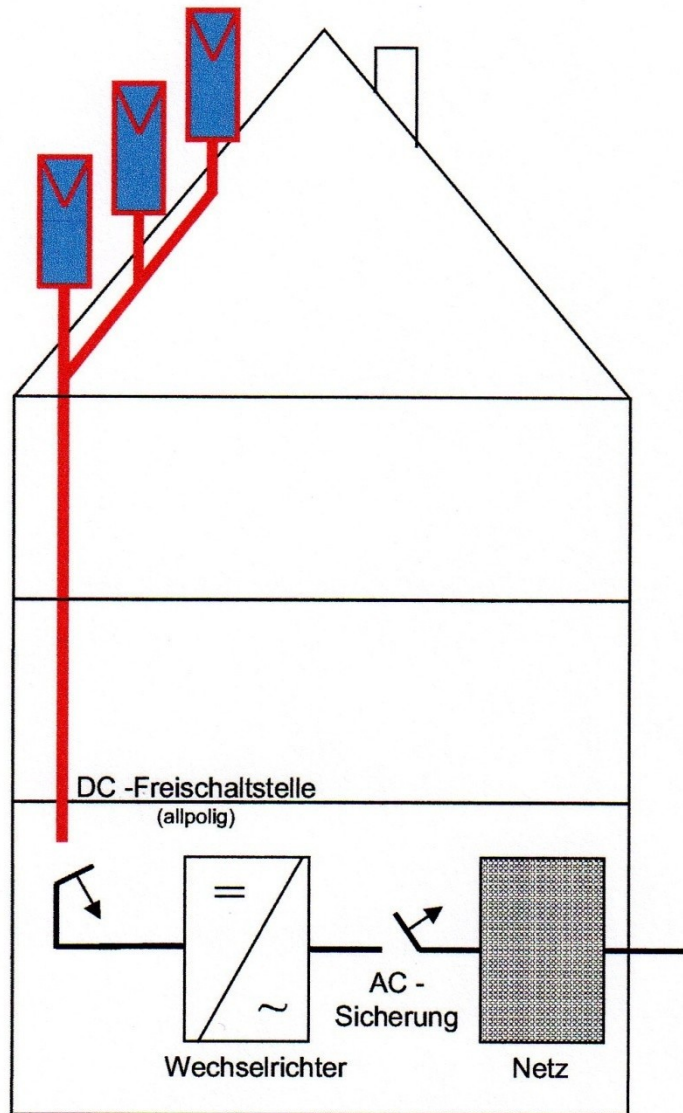 DC -Freischaltstelle
(allpolig)
=
~
AC -
Sicherung
Wechselrichter
Netz